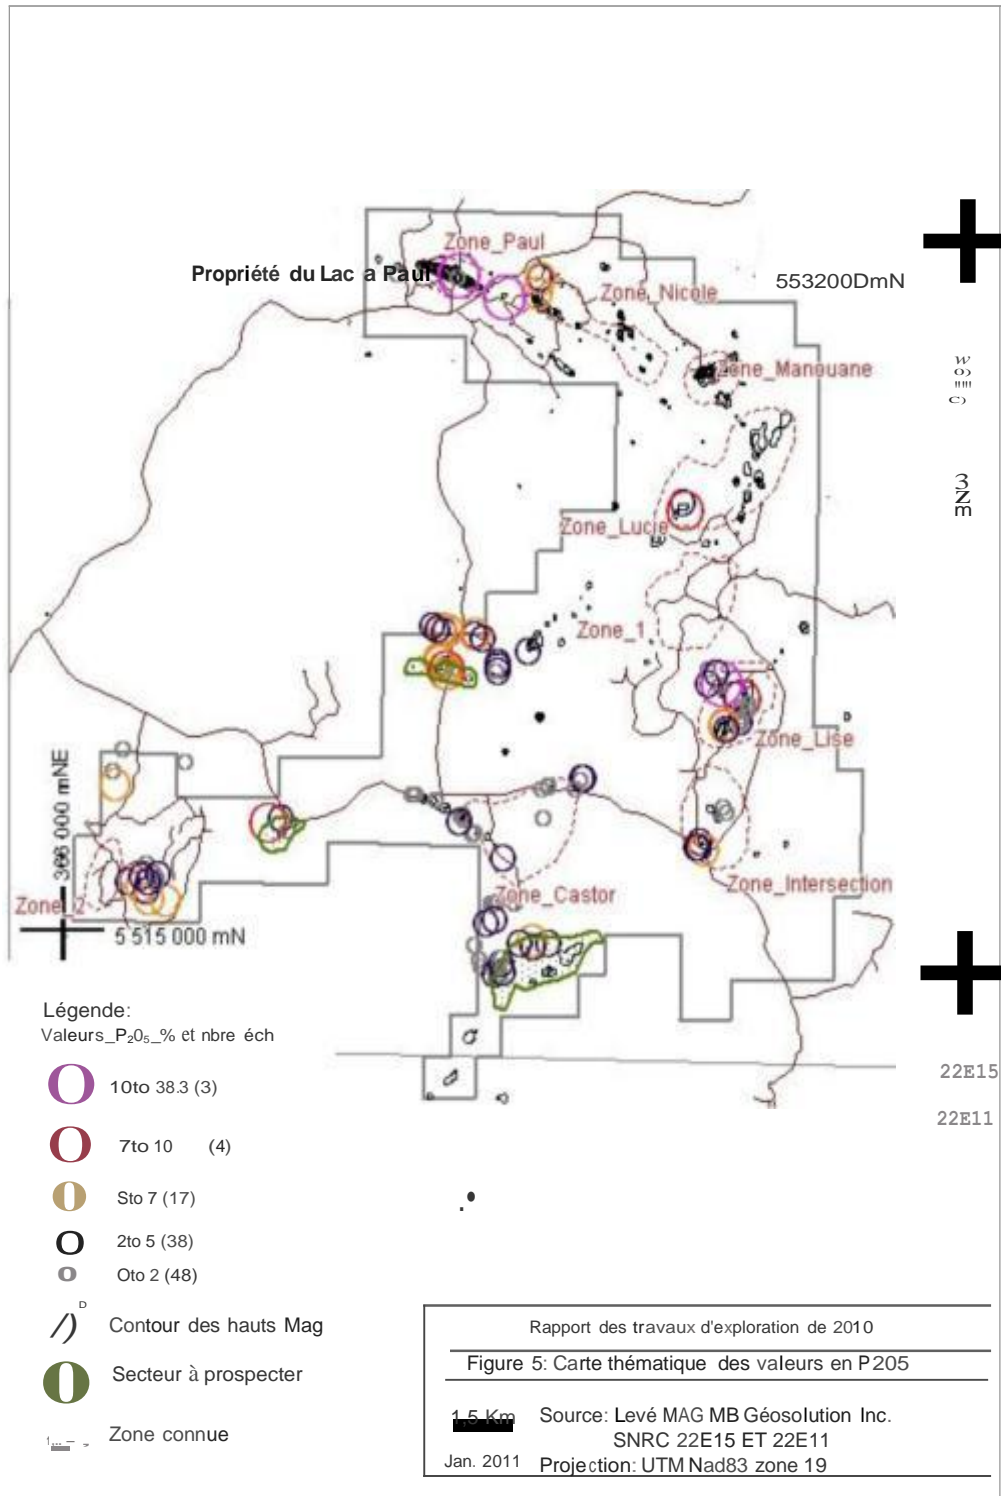 Zone_Paul
Propriété du Lac a Paul
553200DmN
Zone_Nicole
Zone_Manouane
Zone_Lucie
Zone_1
Zone_Lise
366 000 mNE
Zone_Castor
Zone_Intersection
Zone_2
5 515 000 mN
Légende:
Valeurs_P₂0₅_% et nbre éch
10to 38.3 (3)
7to 10 (4)
Sto 7 (17)
2to 5 (38)
Oto 2 (48)
Contour des hauts Mag
Secteur à prospecter
Zone connue
22E15
22E11
Rapport des travaux d'exploration de 2010
Figure 5: Carte thématique des valeurs en P205
1,5 Km
Source: Levé MAG MB Géosolution Inc.
SNRC 22E15 ET 22E11
Jan. 2011
Projection: UTM Nad83 zone 19